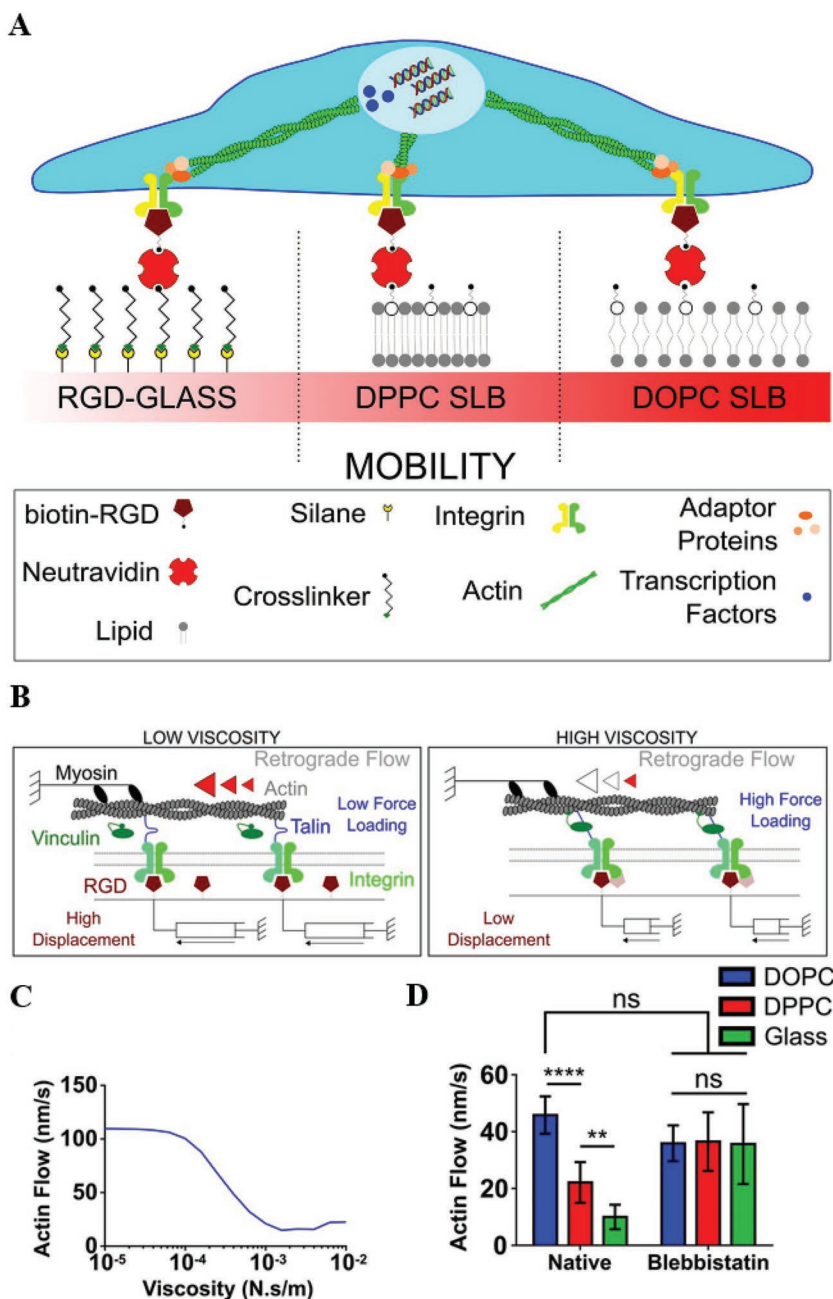 A
RGD-GLASS
DPPC SLB
DOPC SLB
MOBILITY
biotin-RGD
Silane
Integrin
Adaptor
Proteins
Neutravidin
Crosslinker
Actin
Transcription
Factors
Lipid
B
LOW VISCOSITY
HIGH VISCOSITY
Retrograde Flow
Myosin
Actin
Low Force
Loading
Talin
Vinculin
RGD
Integrin
High
Displacement
Retrograde Flow
High Force
Loading
Low
Displacement
C
Actin Flow (nm/s)
150
100
50
0
10-5
10-4
10-3
10-2
Viscosity (N.s/m)
D
DOPC
DPPC
Glass
ns
****
**
ns
Actin Flow (nm/s)
60
40
20
0
Native
Blebbistatin